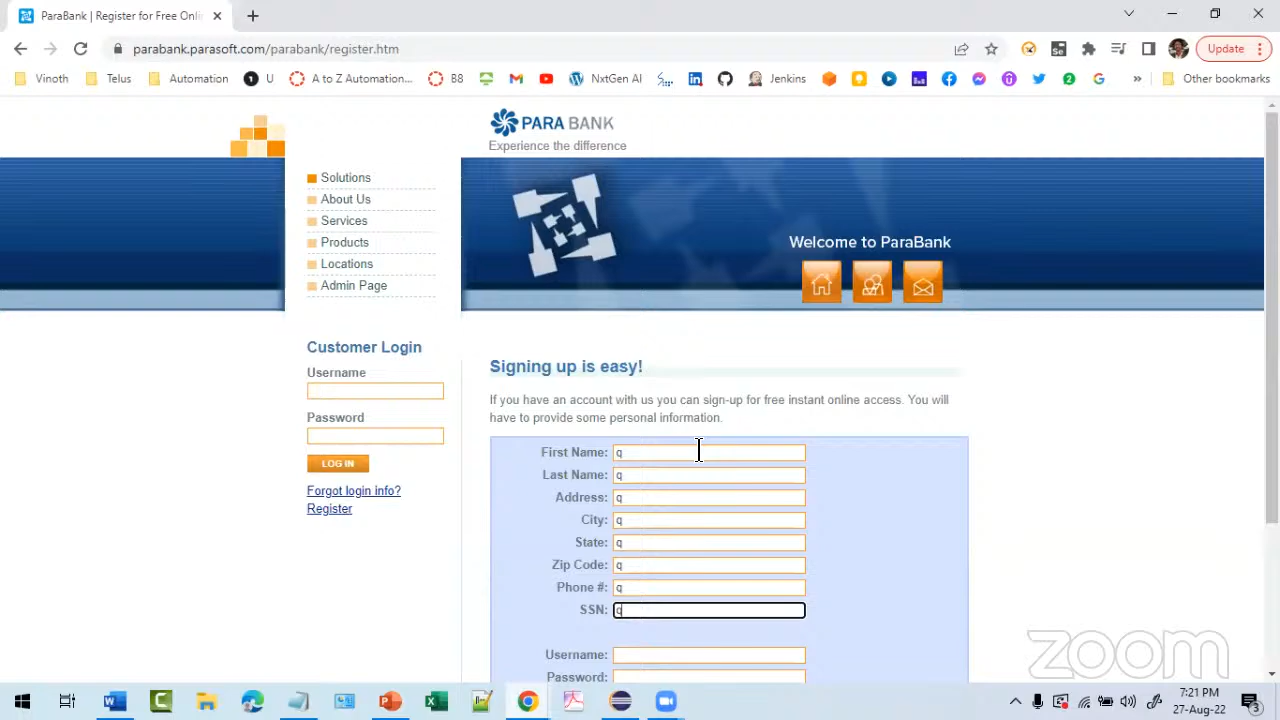 ParaBank | Register for Free Onli
parabank.parasoft.com/parabank/register.htm
Update
Vinoth
Telus
Automation
U
A to Z Automation...
B8
NxtGen AI
Jenkins
»
Other bookmarks
PARA BANK
Experience the difference
Solutions
About Us
Services
Products
Locations
Admin Page
Welcome to ParaBank
Customer Login
Username
Password
LOG IN
Forgot login info?
Register
Signing up is easy!
If you have an account with us you can sign-up for free instant online access. You will
have to provide some personal information.
First Name: q
Last Name: q
Address: q
City: q
State: q
Zip Code: q
Phone #: q
SSN: q
Username:
Password:
zoom
7:21 PM
27-Aug-22
3